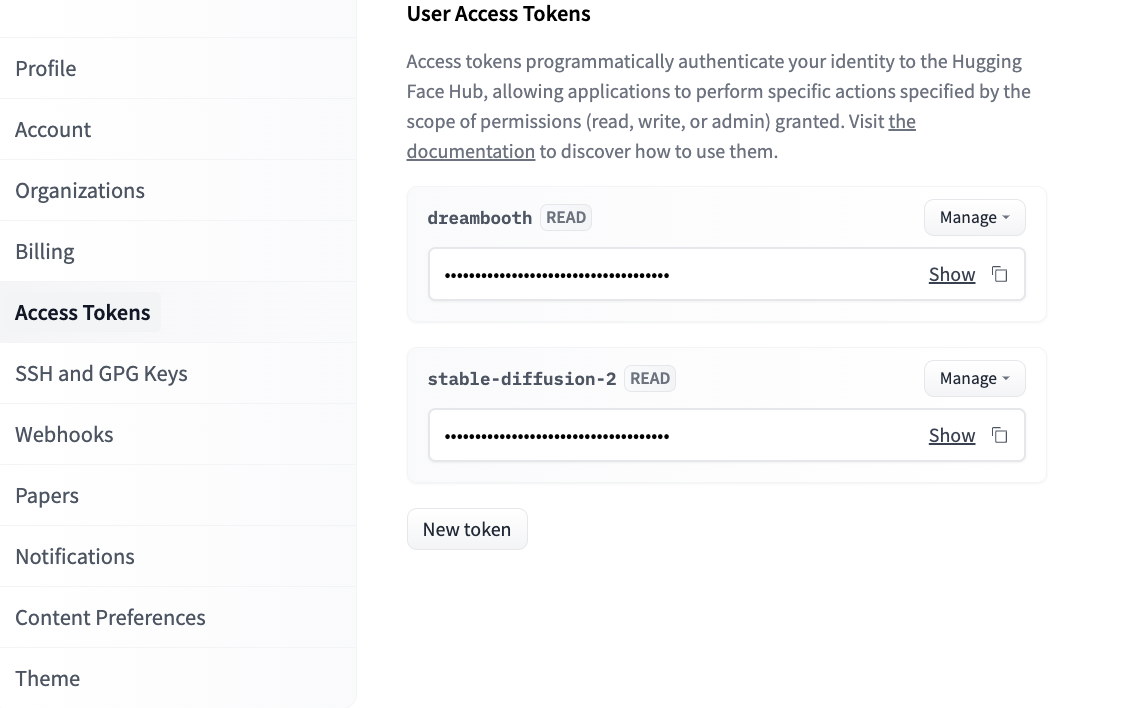 User Access Tokens
Access tokens programmatically authenticate your identity to the Hugging
Face Hub, allowing applications to perform specific actions specified by the
scope of permissions (read, write, or admin) granted. Visit the
documentation to discover how to use them.
Profile
Account
Organizations
Billing
Access Tokens
SSH and GPG Keys
Webhooks
Papers
Notifications
Content Preferences
Theme
dreambooth READ Manage
••••••••••••••••••••••••••••••••••••• Show
stable-diffusion-2 READ Manage
••••••••••••••••••••••••••••••••••••• Show
New token